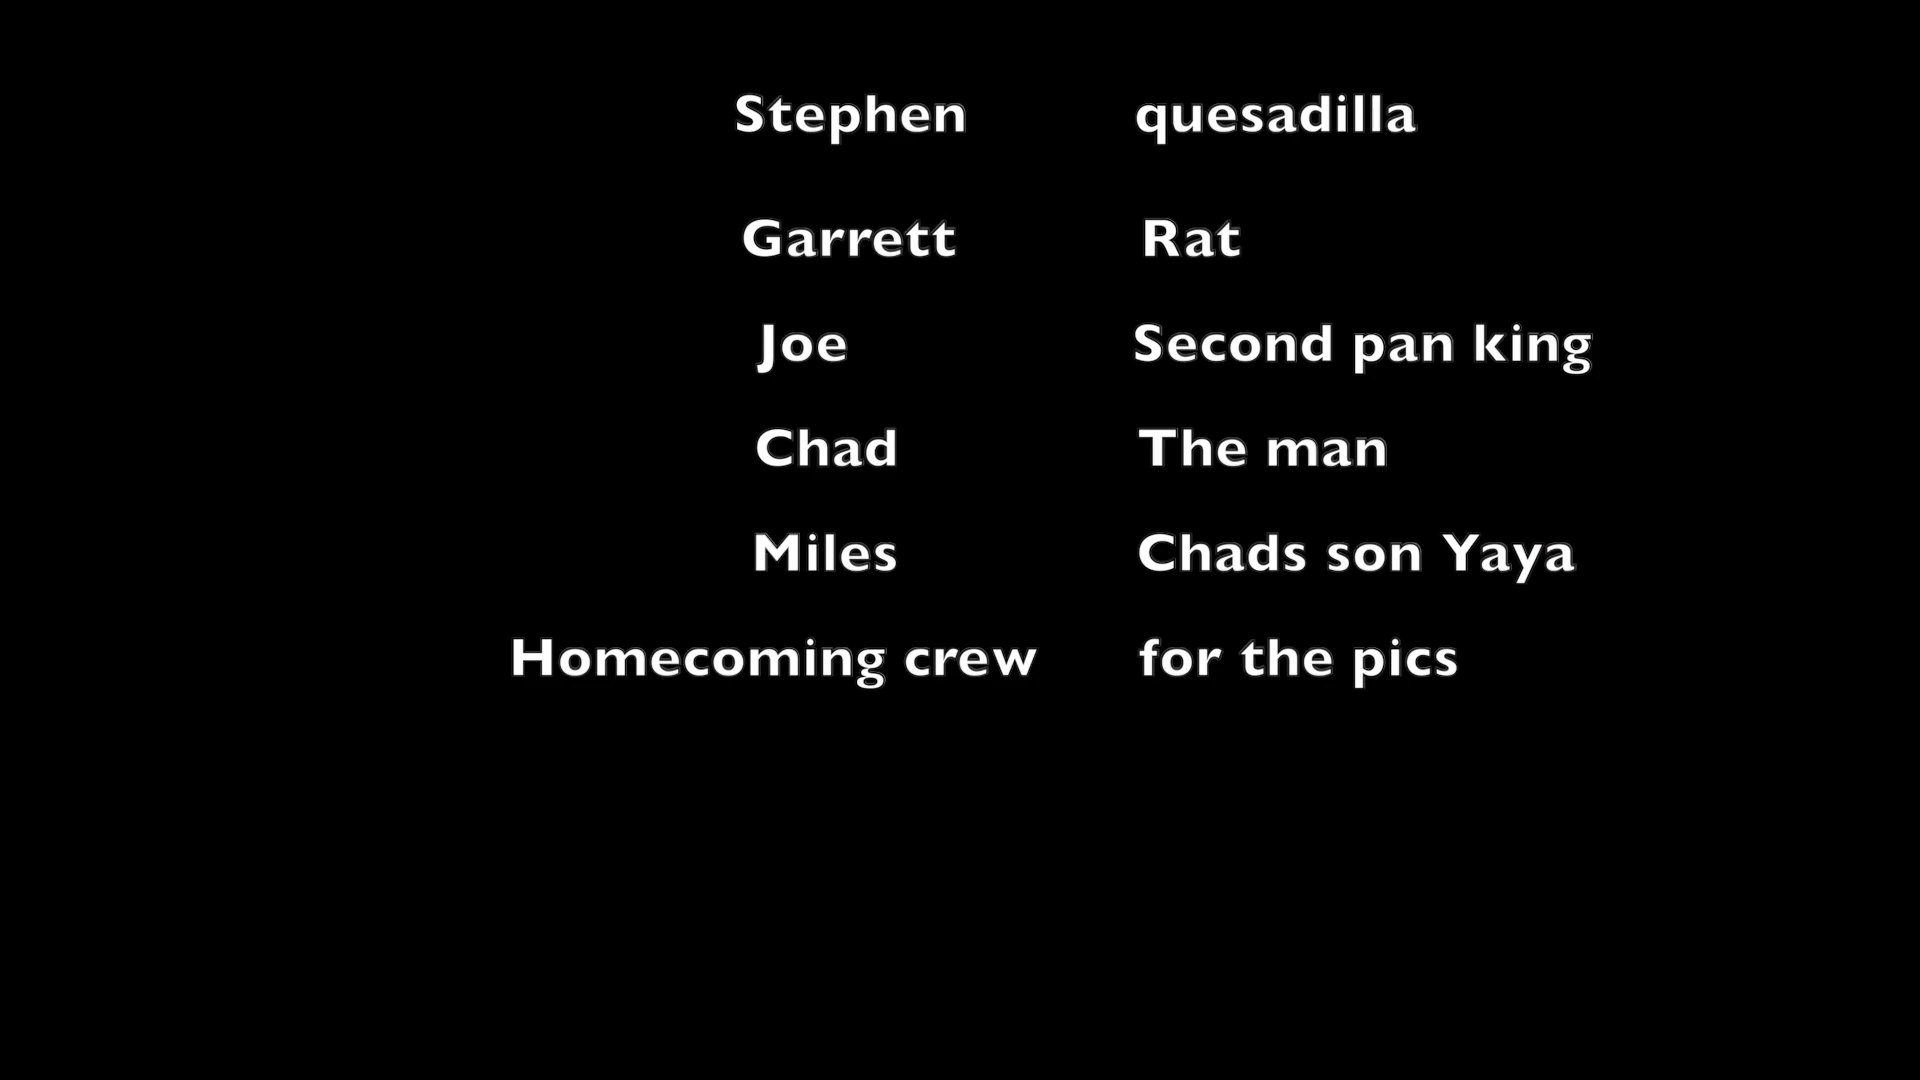 Stephen quesadilla
Garrett Rat
Joe Second pan king
Chad The man
Miles Chads son Yaya
Homecoming crew for the pics